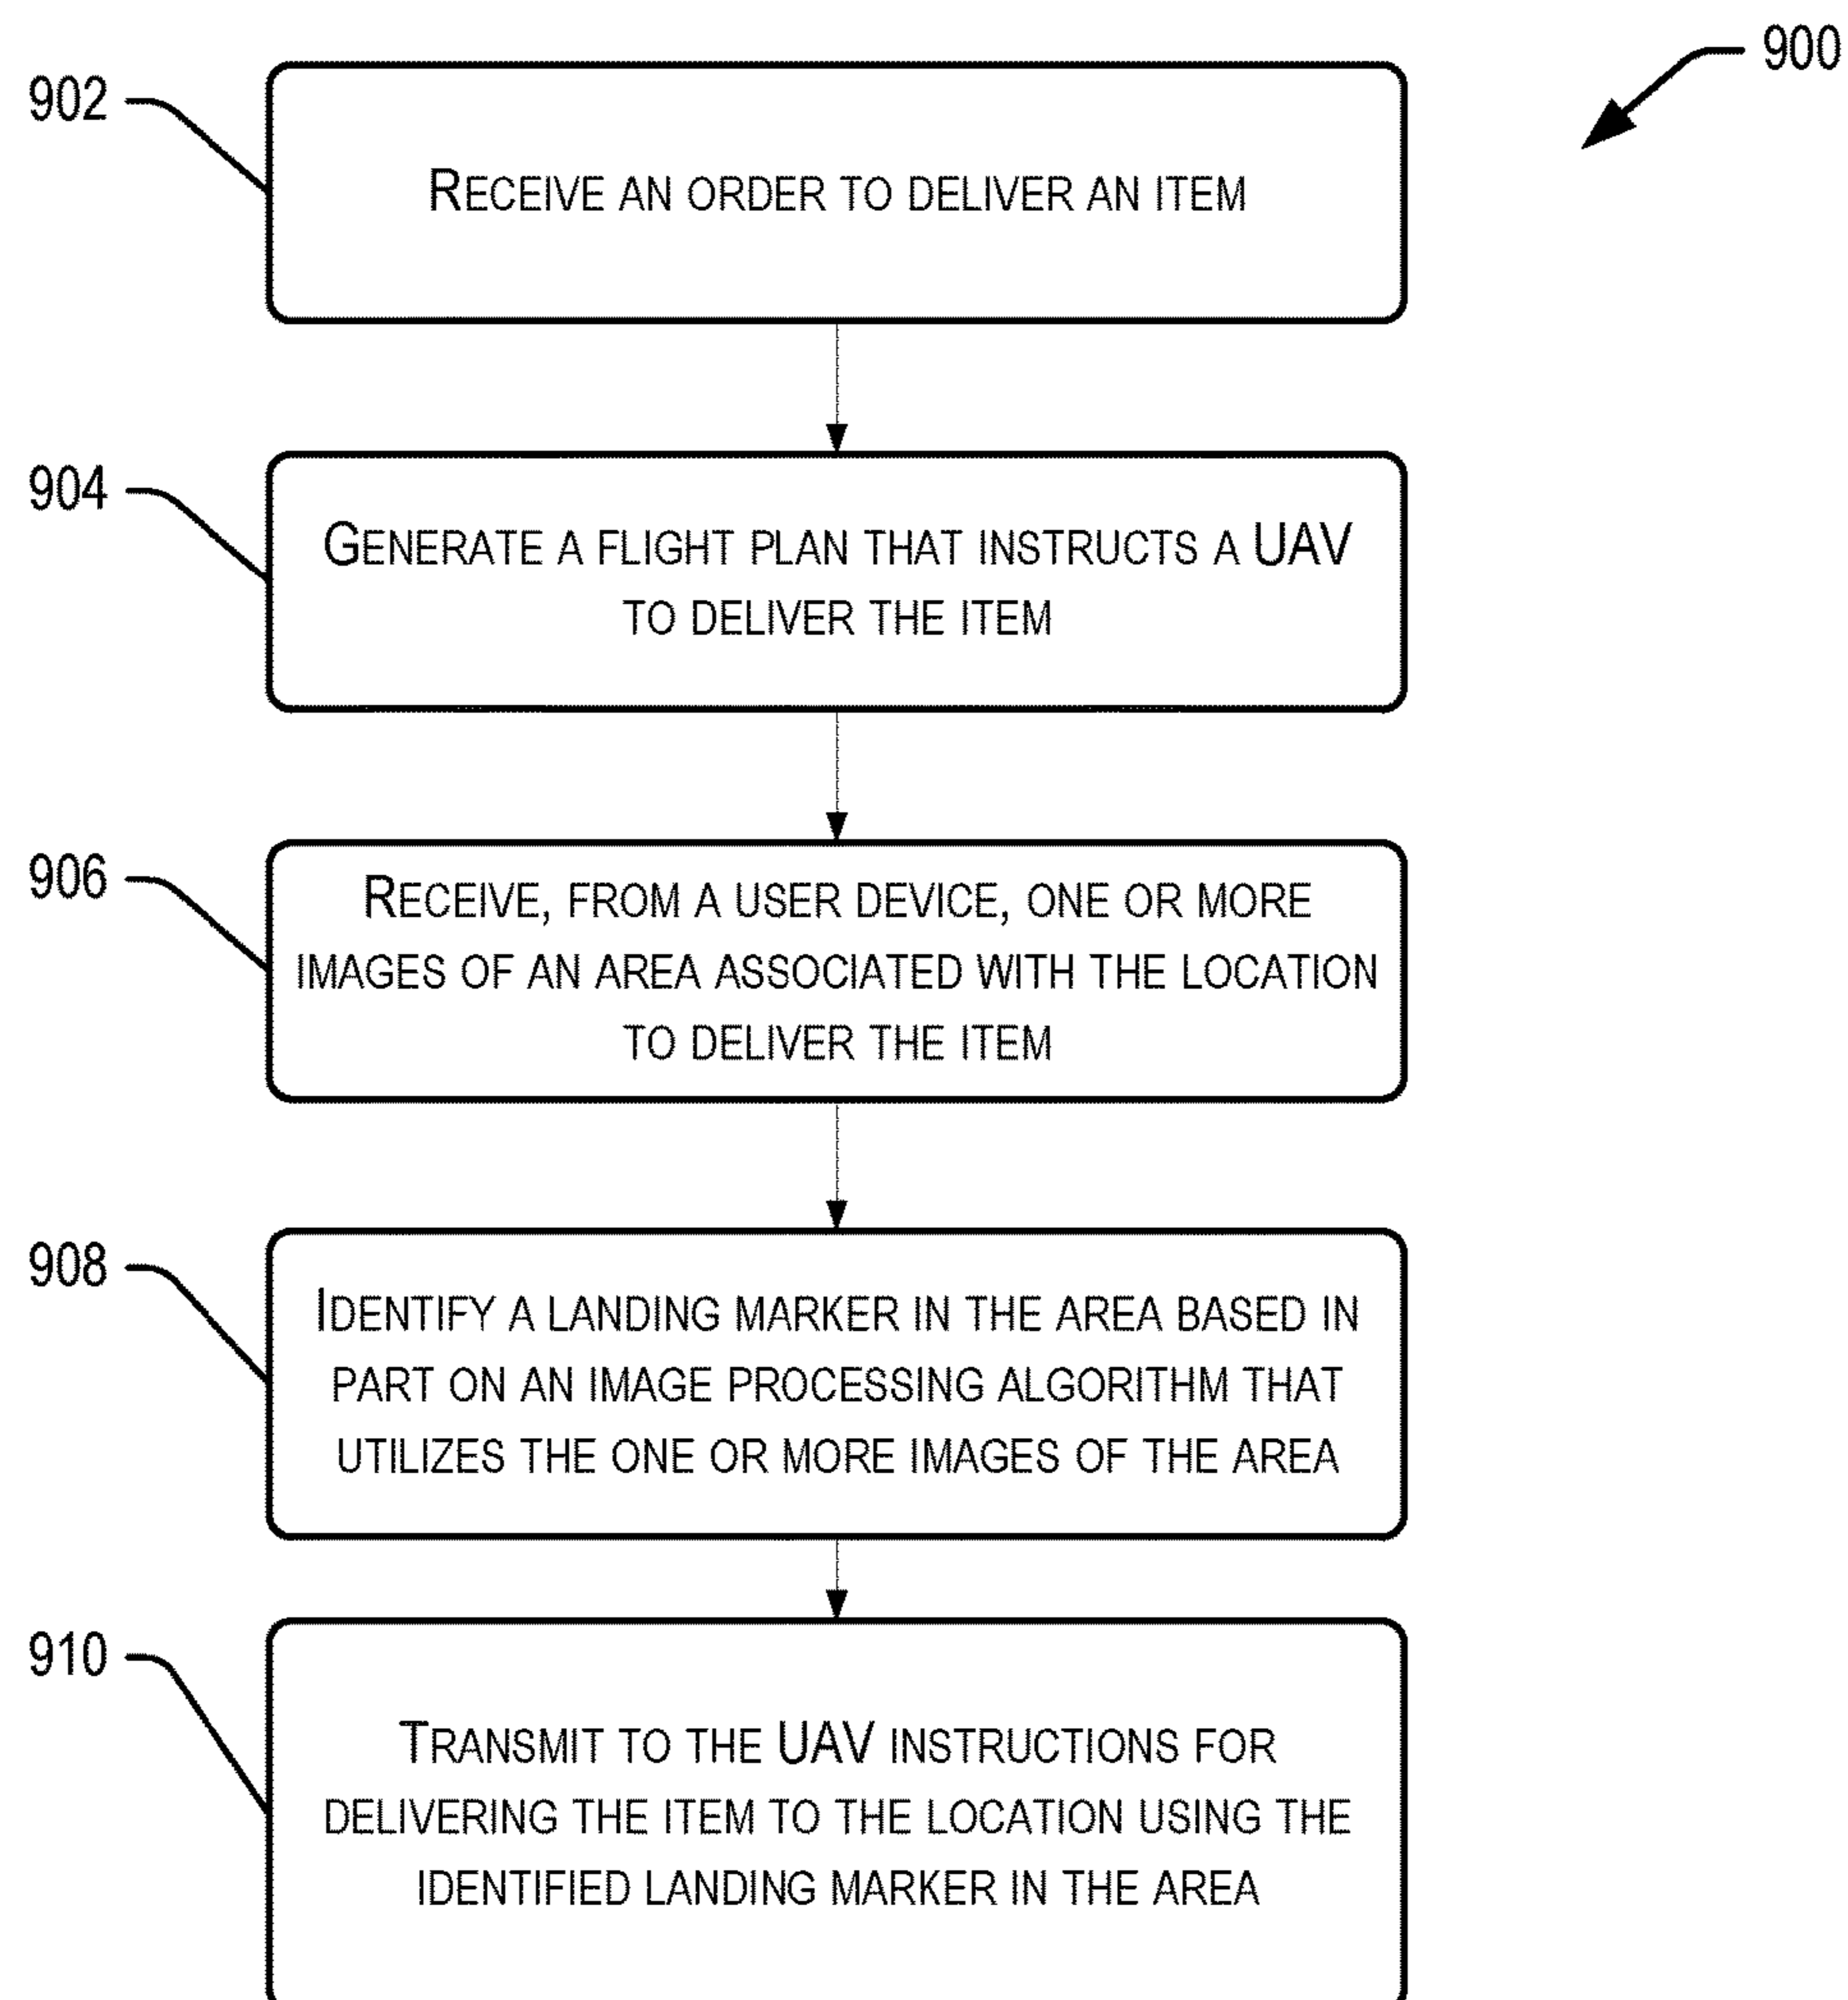 900
902
RECEIVE AN ORDER TO DELIVER AN ITEM
904
GENERATE A FLIGHT PLAN THAT INSTRUCTS A UAV
TO DELIVER THE ITEM
906
RECEIVE, FROM A USER DEVICE, ONE OR MORE
IMAGES OF AN AREA ASSOCIATED WITH THE LOCATION
TO DELIVER THE ITEM
908
IDENTIFY A LANDING MARKER IN THE AREA BASED IN
PART ON AN IMAGE PROCESSING ALGORITHM THAT
UTILIZES THE ONE OR MORE IMAGES OF THE AREA
910
TRANSMIT TO THE UAV INSTRUCTIONS FOR
DELIVERING THE ITEM TO THE LOCATION USING THE
IDENTIFIED LANDING MARKER IN THE AREA